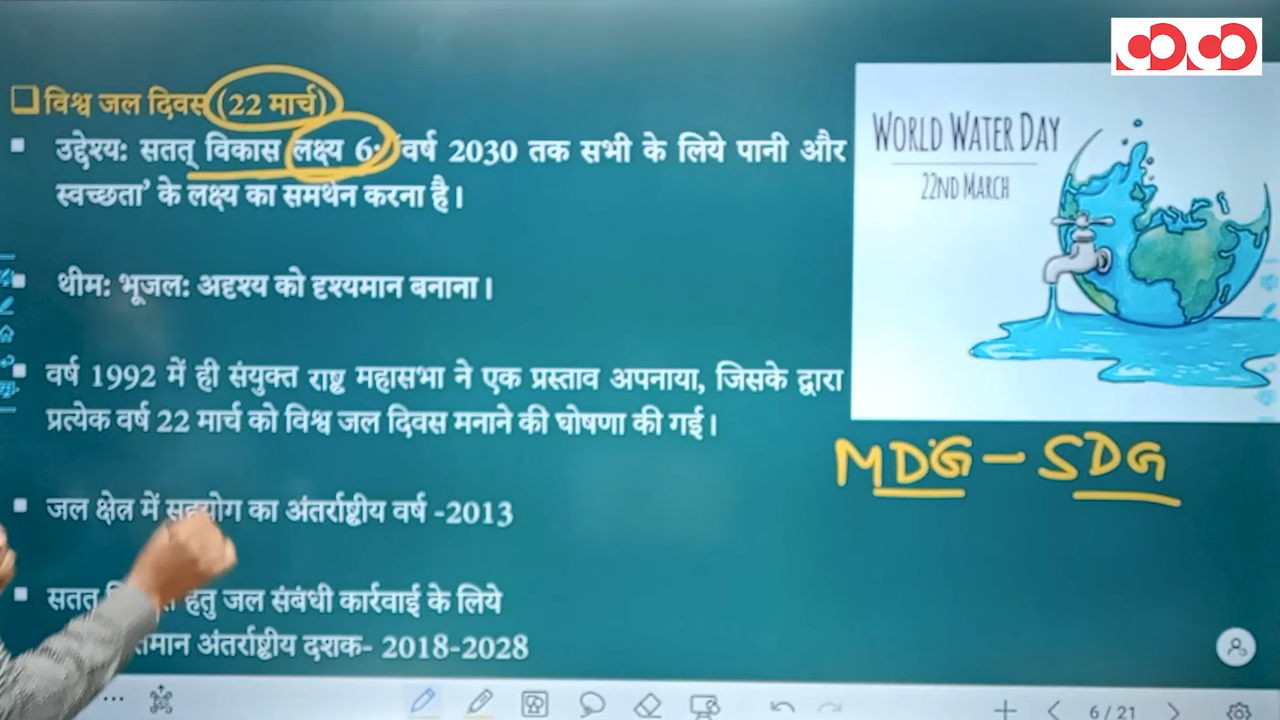 विश्व जल दिवस (22 मार्च)
उद्देश्य: सतत् विकास लक्ष्य 6: 'वर्ष 2030 तक सभी के लिये पानी और
स्वच्छता' के लक्ष्य का समर्थन करना है।
थीम: भूजल: अदृश्य को दृश्यमान बनाना।
वर्ष 1992 में ही संयुक्त राष्ट्र महासभा ने एक प्रस्ताव अपनाया, जिसके द्वारा
प्रत्येक वर्ष 22 मार्च को विश्व जल दिवस मनाने की घोषणा की गई।
जल क्षेत्र में सहयोग का अंतर्राष्ट्रीय वर्ष -2013
सतत् हेतु जल संबंधी कार्रवाई के लिये
अंतर्राष्ट्रीय दशक- 2018-2028
WORLD WATER DAY
22ND MARCH
MDG - SDG
6 / 21